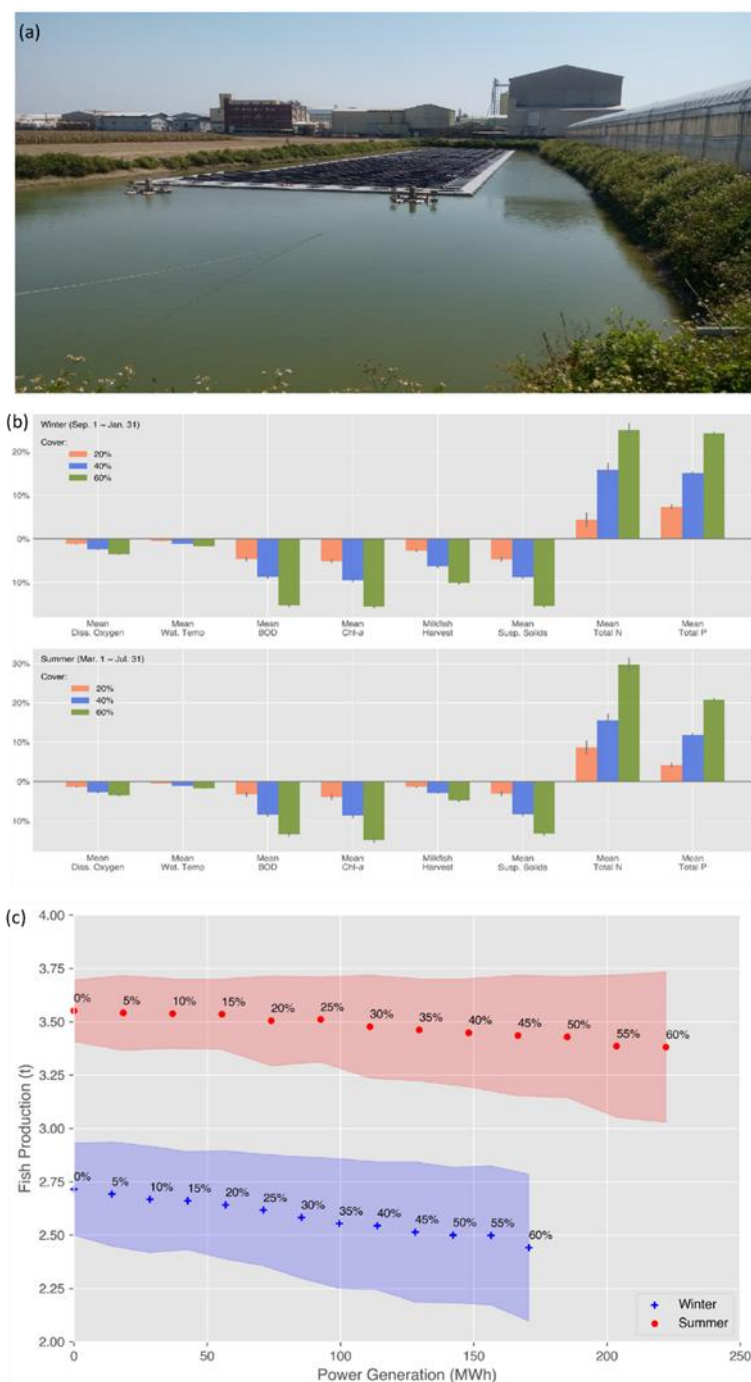 (a)
(b)
Winter (Sep. 1 ~ Jan. 31)
Cover:
20%
40%
60%
20%
10%
0%
10%
Mean Diss. Oxygen
Mean Wat. Temp
Mean BOD
Mean Chl-a
Milkfish Harvest
Mean Susp. Solids
Mean Total N
Mean Total P
Summer (Mar. 1 ~ Jul. 31)
Cover:
20%
40%
60%
30%
20%
10%
0%
10%
Mean Diss. Oxygen
Mean Wat. Temp
Mean BOD
Mean Chl-a
Milkfish Harvest
Mean Susp. Solids
Mean Total N
Mean Total P
(c)
4.00
3.75
3.50
3.25
3.00
2.75
2.50
2.25
2.00
Fish Production (t)
0% 5% 10% 15% 20% 25% 30% 35% 40% 45% 50% 55% 60%
0% 5% 10% 15% 20% 25% 30% 35% 40% 45% 50% 55% 60%
Winter
Summer
0 50 100 150 200 250
Power Generation (MWh)